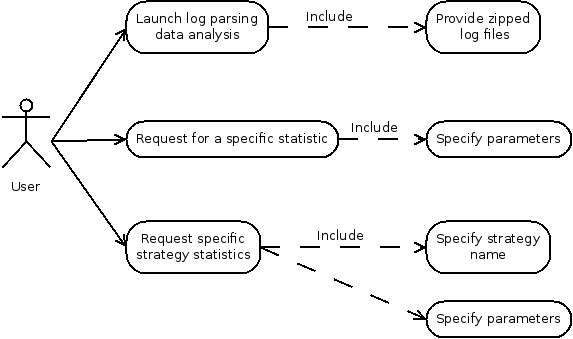 Launch log parsing
data analysis
Include
Provide zipped
log files
Request for a specific statistic
Include
Specify parameters
User
Request specific
strategy statistics
Include
Specify strategy
name
Specify parameters